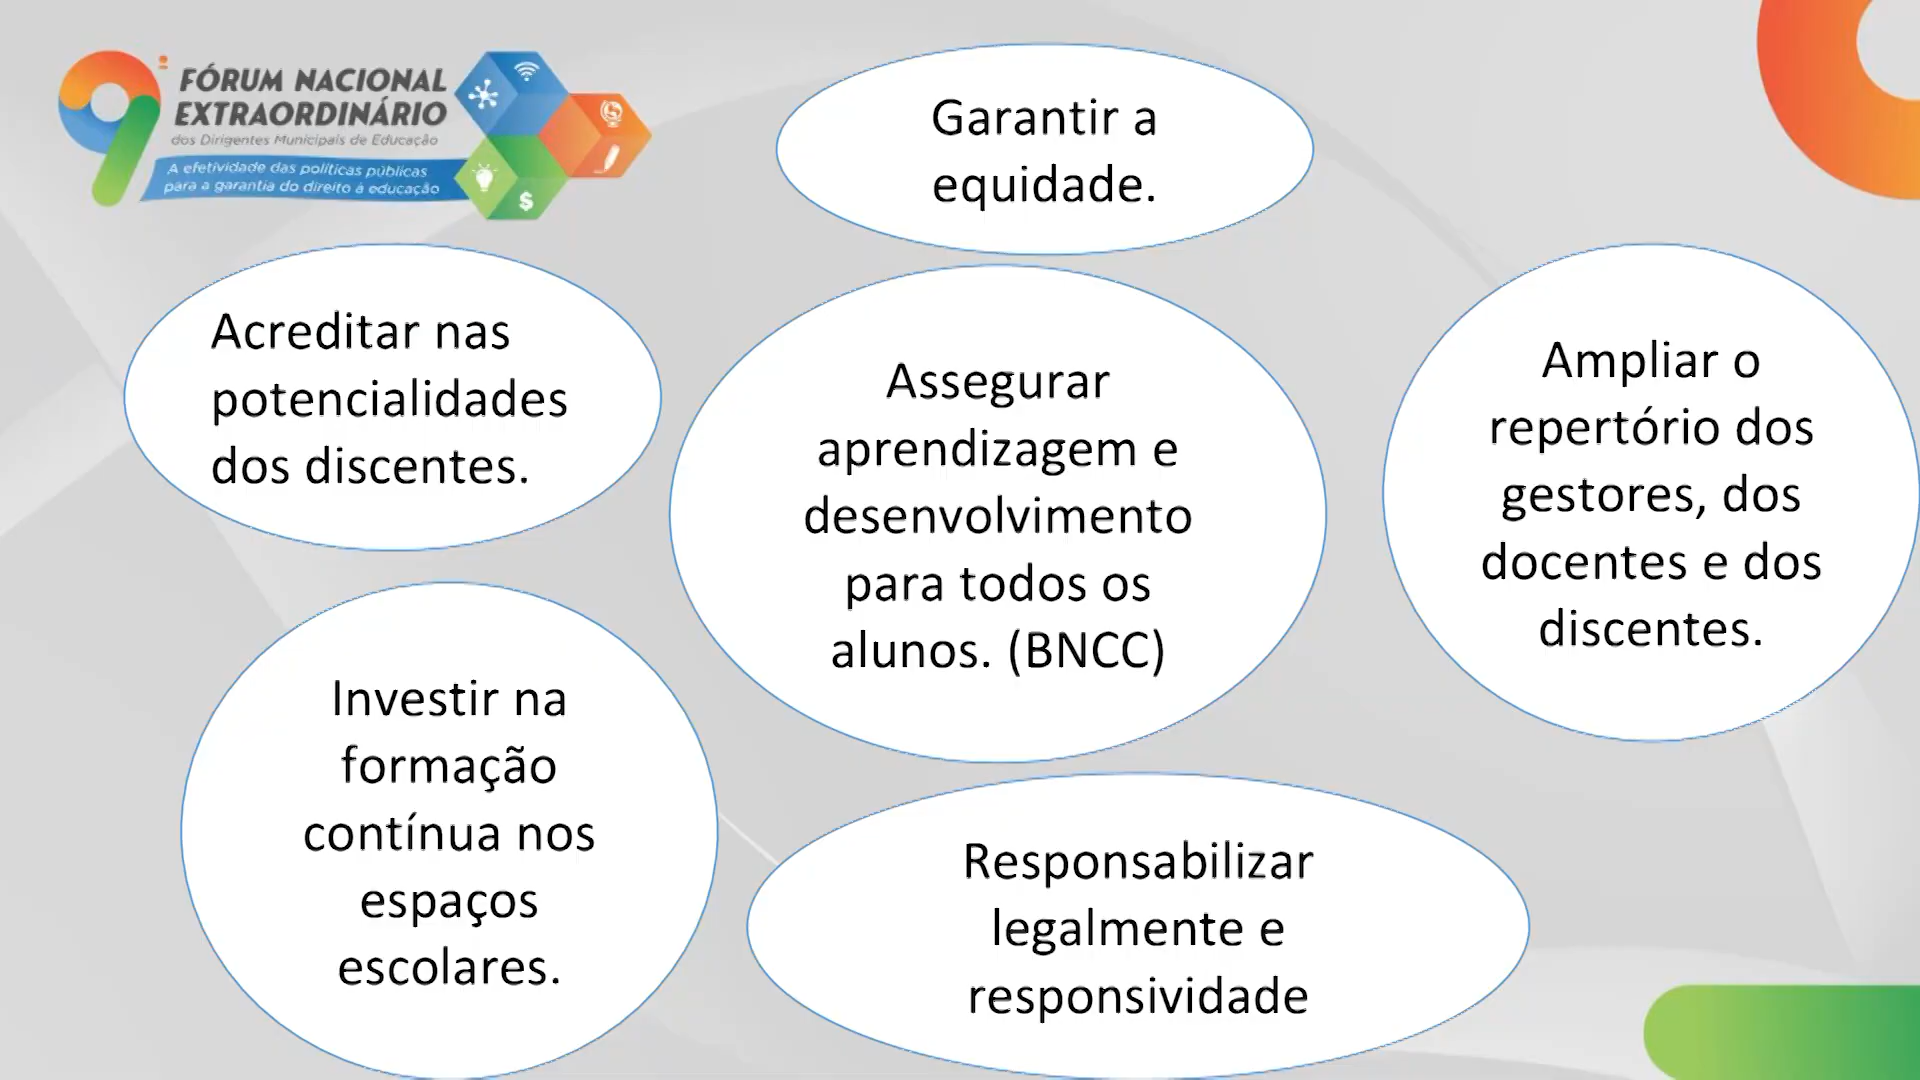 9º FÓRUM NACIONAL
EXTRAORDINÁRIO
dos Dirigentes Municipais de Educação
A efetividade das políticas públicas
para a garantia do direito à educação
$
Garantir a
equidade.
Acreditar nas
potencialidades
dos discentes.
Assegurar
aprendizagem e
desenvolvimento
para todos os
alunos. (BNCC)
Ampliar o
repertório dos
gestores, dos
docentes e dos
discentes.
Investir na
formação
contínua nos
espaços
escolares.
Responsabilizar
legalmente e
responsividade